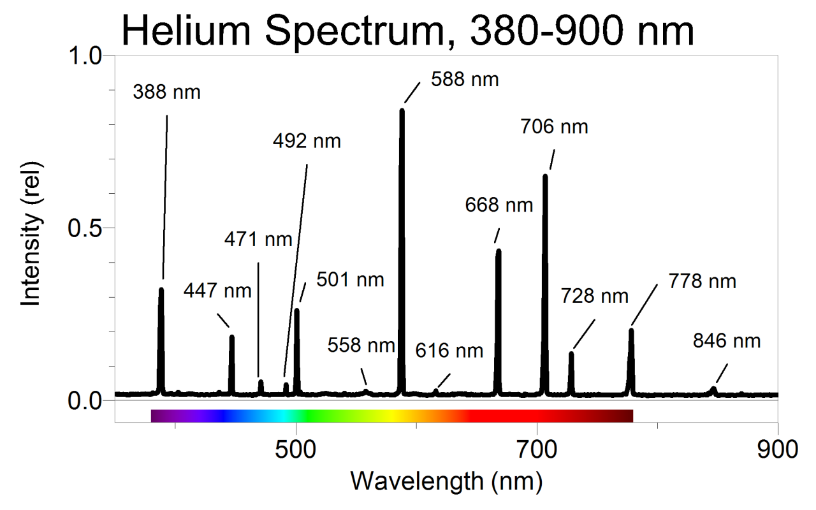 Helium Spectrum, 380-900 nm
1.0
588 nm
388 nm
706 nm
492 nm
668 nm
0.5
471 nm
501 nm
778 nm
447 nm
728 nm
558 nm
616 nm
846 nm
0.0
Intensity (rel)
500
700
900
Wavelength (nm)